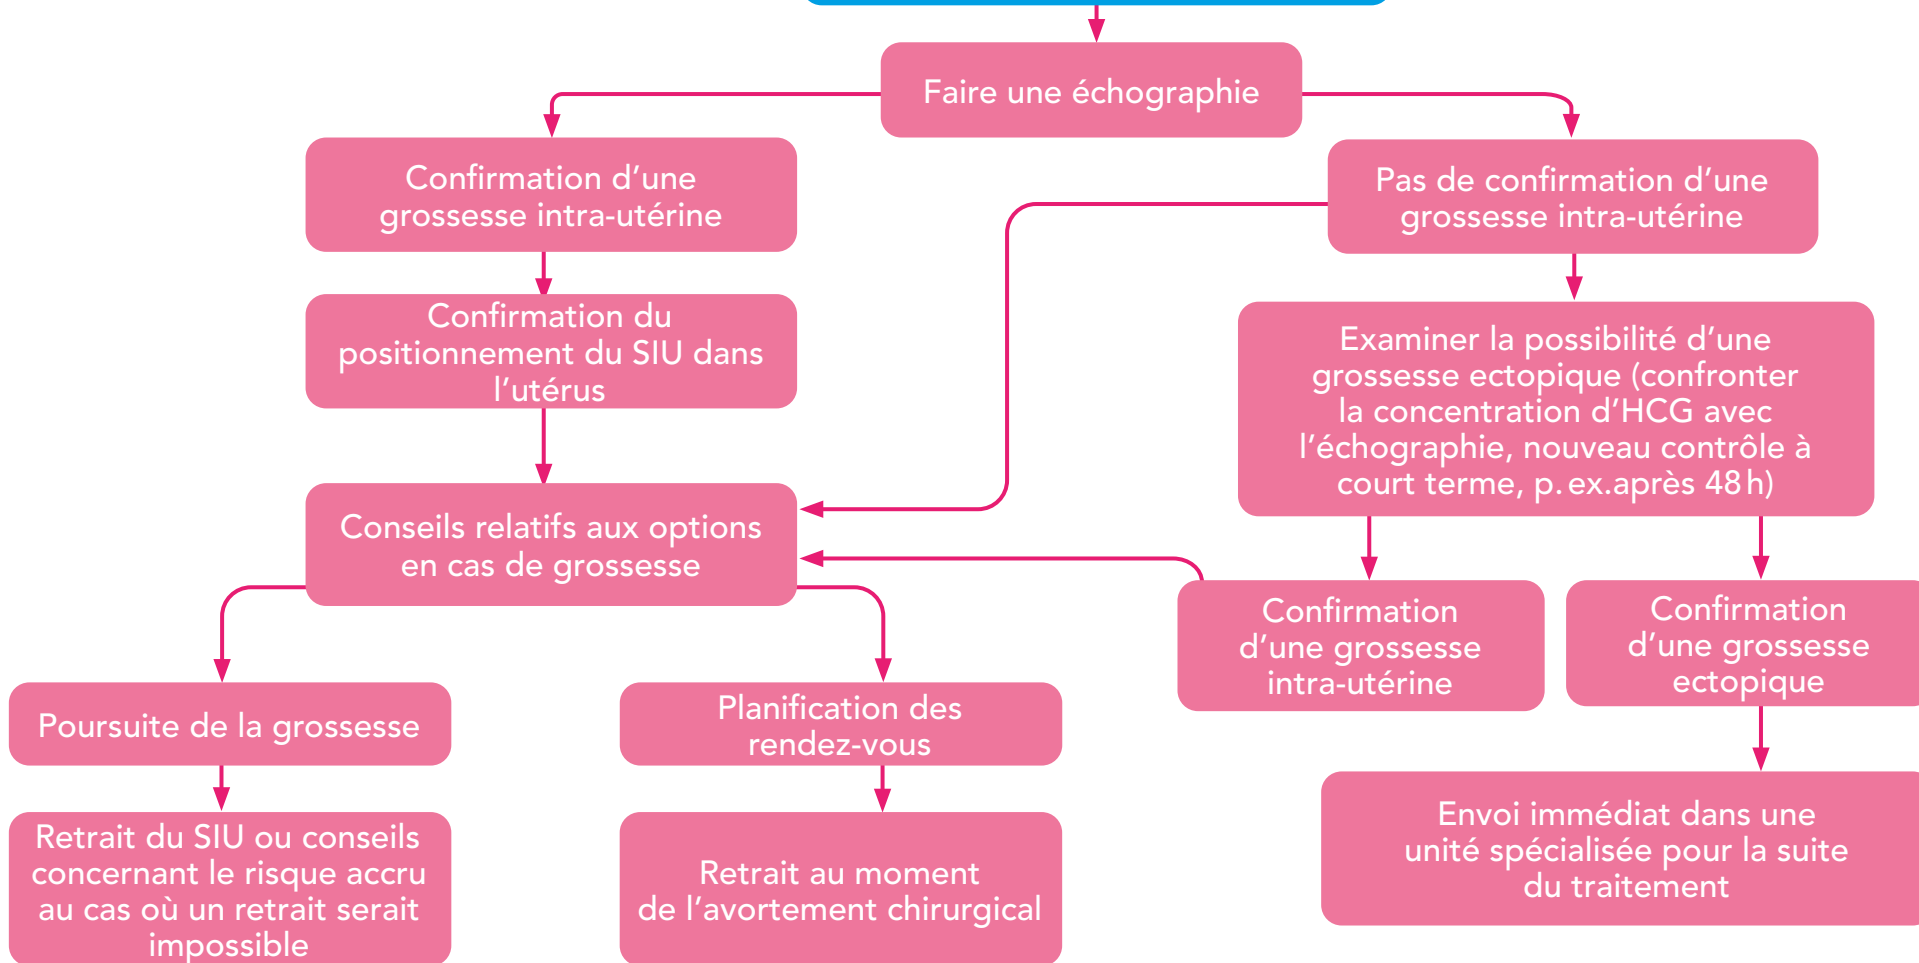 Faire une échographie
Confirmation d’une
grossesse intra-utérine
Pas de confirmation d’une
grossesse intra-utérine
Confirmation du
positionnement du SIU dans
l’utérus
Examiner la possibilité d’une
grossesse ectopique (confronter
la concentration d’HCG avec
l’échographie, nouveau contrôle à
court terme, p. ex.après 48 h)
Conseils relatifs aux options
en cas de grossesse
Confirmation
d’une grossesse
intra-utérine
Confirmation
d’une grossesse
ectopique
Poursuite de la grossesse
Planification des
rendez-vous
Retrait du SIU ou conseils
concernant le risque accru
au cas où un retrait serait
impossible
Retrait au moment
de l’avortement chirurgical
Envoi immédiat dans une
unité spécialisée pour la suite
du traitement